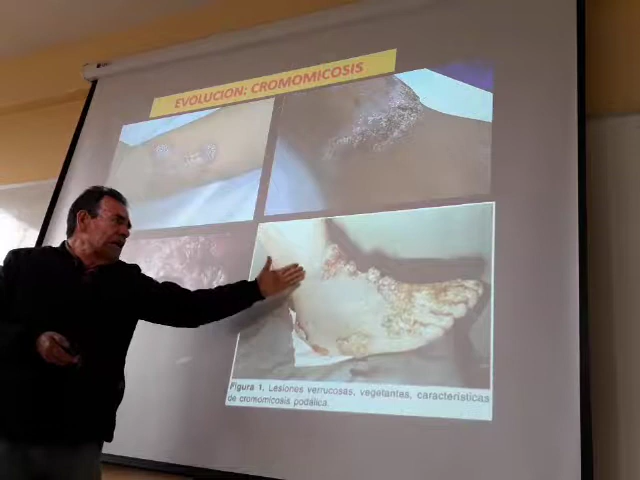 EVOLUCION: CROMOMICOSIS
Figura 1. Lesiones verrucosas, vegetantes, características
de cromomicosis podálica.